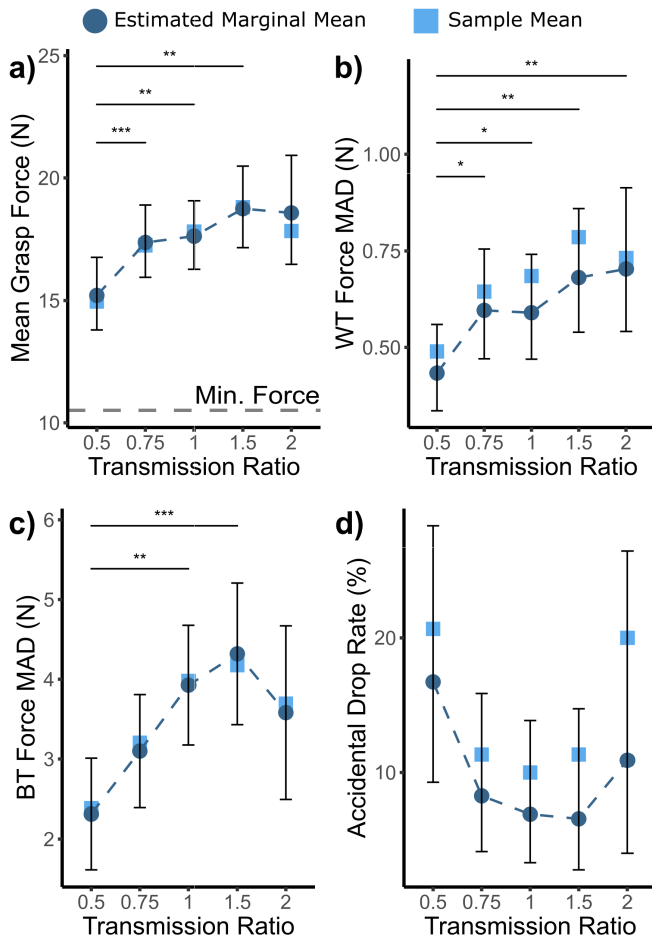 Estimated Marginal Mean Sample Mean
a)
Mean Grasp Force (N)
25
20
15
10
**
**
***
Min. Force
0.5 0.75 1 1.5 2
Transmission Ratio
b)
WT Force MAD (N)
1.00
0.75
0.50
**
**
*
*
0.5 0.75 1 1.5 2
Transmission Ratio
c)
BT Force MAD (N)
6
5
4
3
2
***
**
0.5 0.75 1 1.5 2
Transmission Ratio
d)
Accidental Drop Rate (%)
20
10
0.5 0.75 1 1.5 2
Transmission Ratio